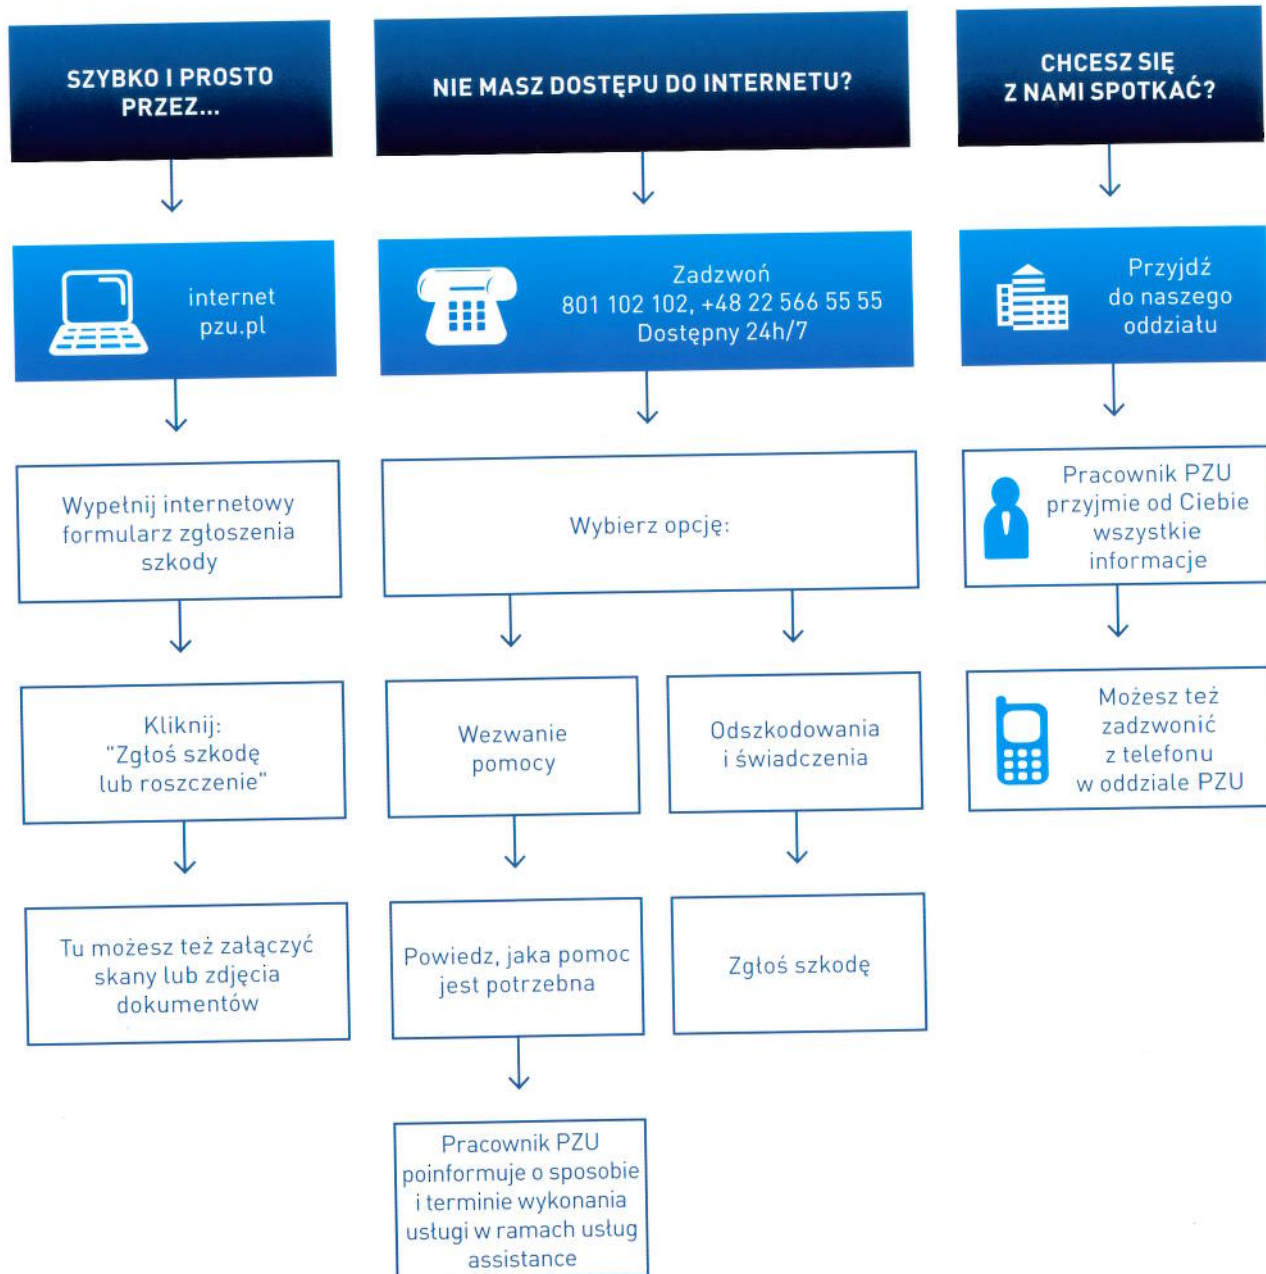 SZYBKO I PROSTO
PRZEZ...
NIE MASZ DOSTĘPU DO INTERNETU?
CHCESZ SIĘ
Z NAMI SPOTKAĆ?
internet
pzu.pl
Zadzwoń
801 102 102, +48 22 566 55 55
Dostępny 24h/7
Przyjdź
do naszego
oddziału
Wypełnij internetowy
formularz zgłoszenia
szkody
Wybierz opcję:
Pracownik PZU
przyjmie od Ciebie
wszystkie
informacje
Kliknij:
"Zgłoś szkodę
lub roszczenie"
Wezwanie
pomocy
Odszkodowania
i świadczenia
Możesz też
zadzwonić
z telefonu
w oddziale PZU
Tu możesz też załączyć
skany lub zdjęcia
dokumentów
Powiedz, jaka pomoc
jest potrzebna
Zgłoś szkodę
Pracownik PZU
poinformuje o sposobie
i terminie wykonania
usługi w ramach usług
assistance